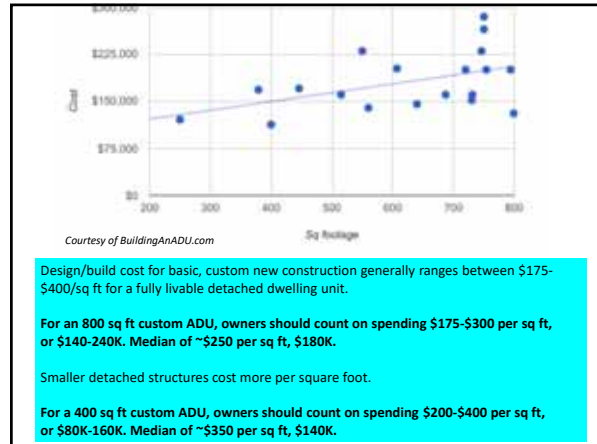 $300,000
$225,000
$150,000
$75,000
$0
Cost
200 300 400 500 600 700 800
Sq footage
Courtesy of BuildingAnADU.com
Design/build cost for basic, custom new construction generally ranges between $175-
$400/sq ft for a fully livable detached dwelling unit.
For an 800 sq ft custom ADU, owners should count on spending $175-$300 per sq ft,
or $140-240K. Median of ~$250 per sq ft, $180K.
Smaller detached structures cost more per square foot.
For a 400 sq ft custom ADU, owners should count on spending $200-$400 per sq ft,
or $80K-160K. Median of ~$350 per sq ft, $140K.